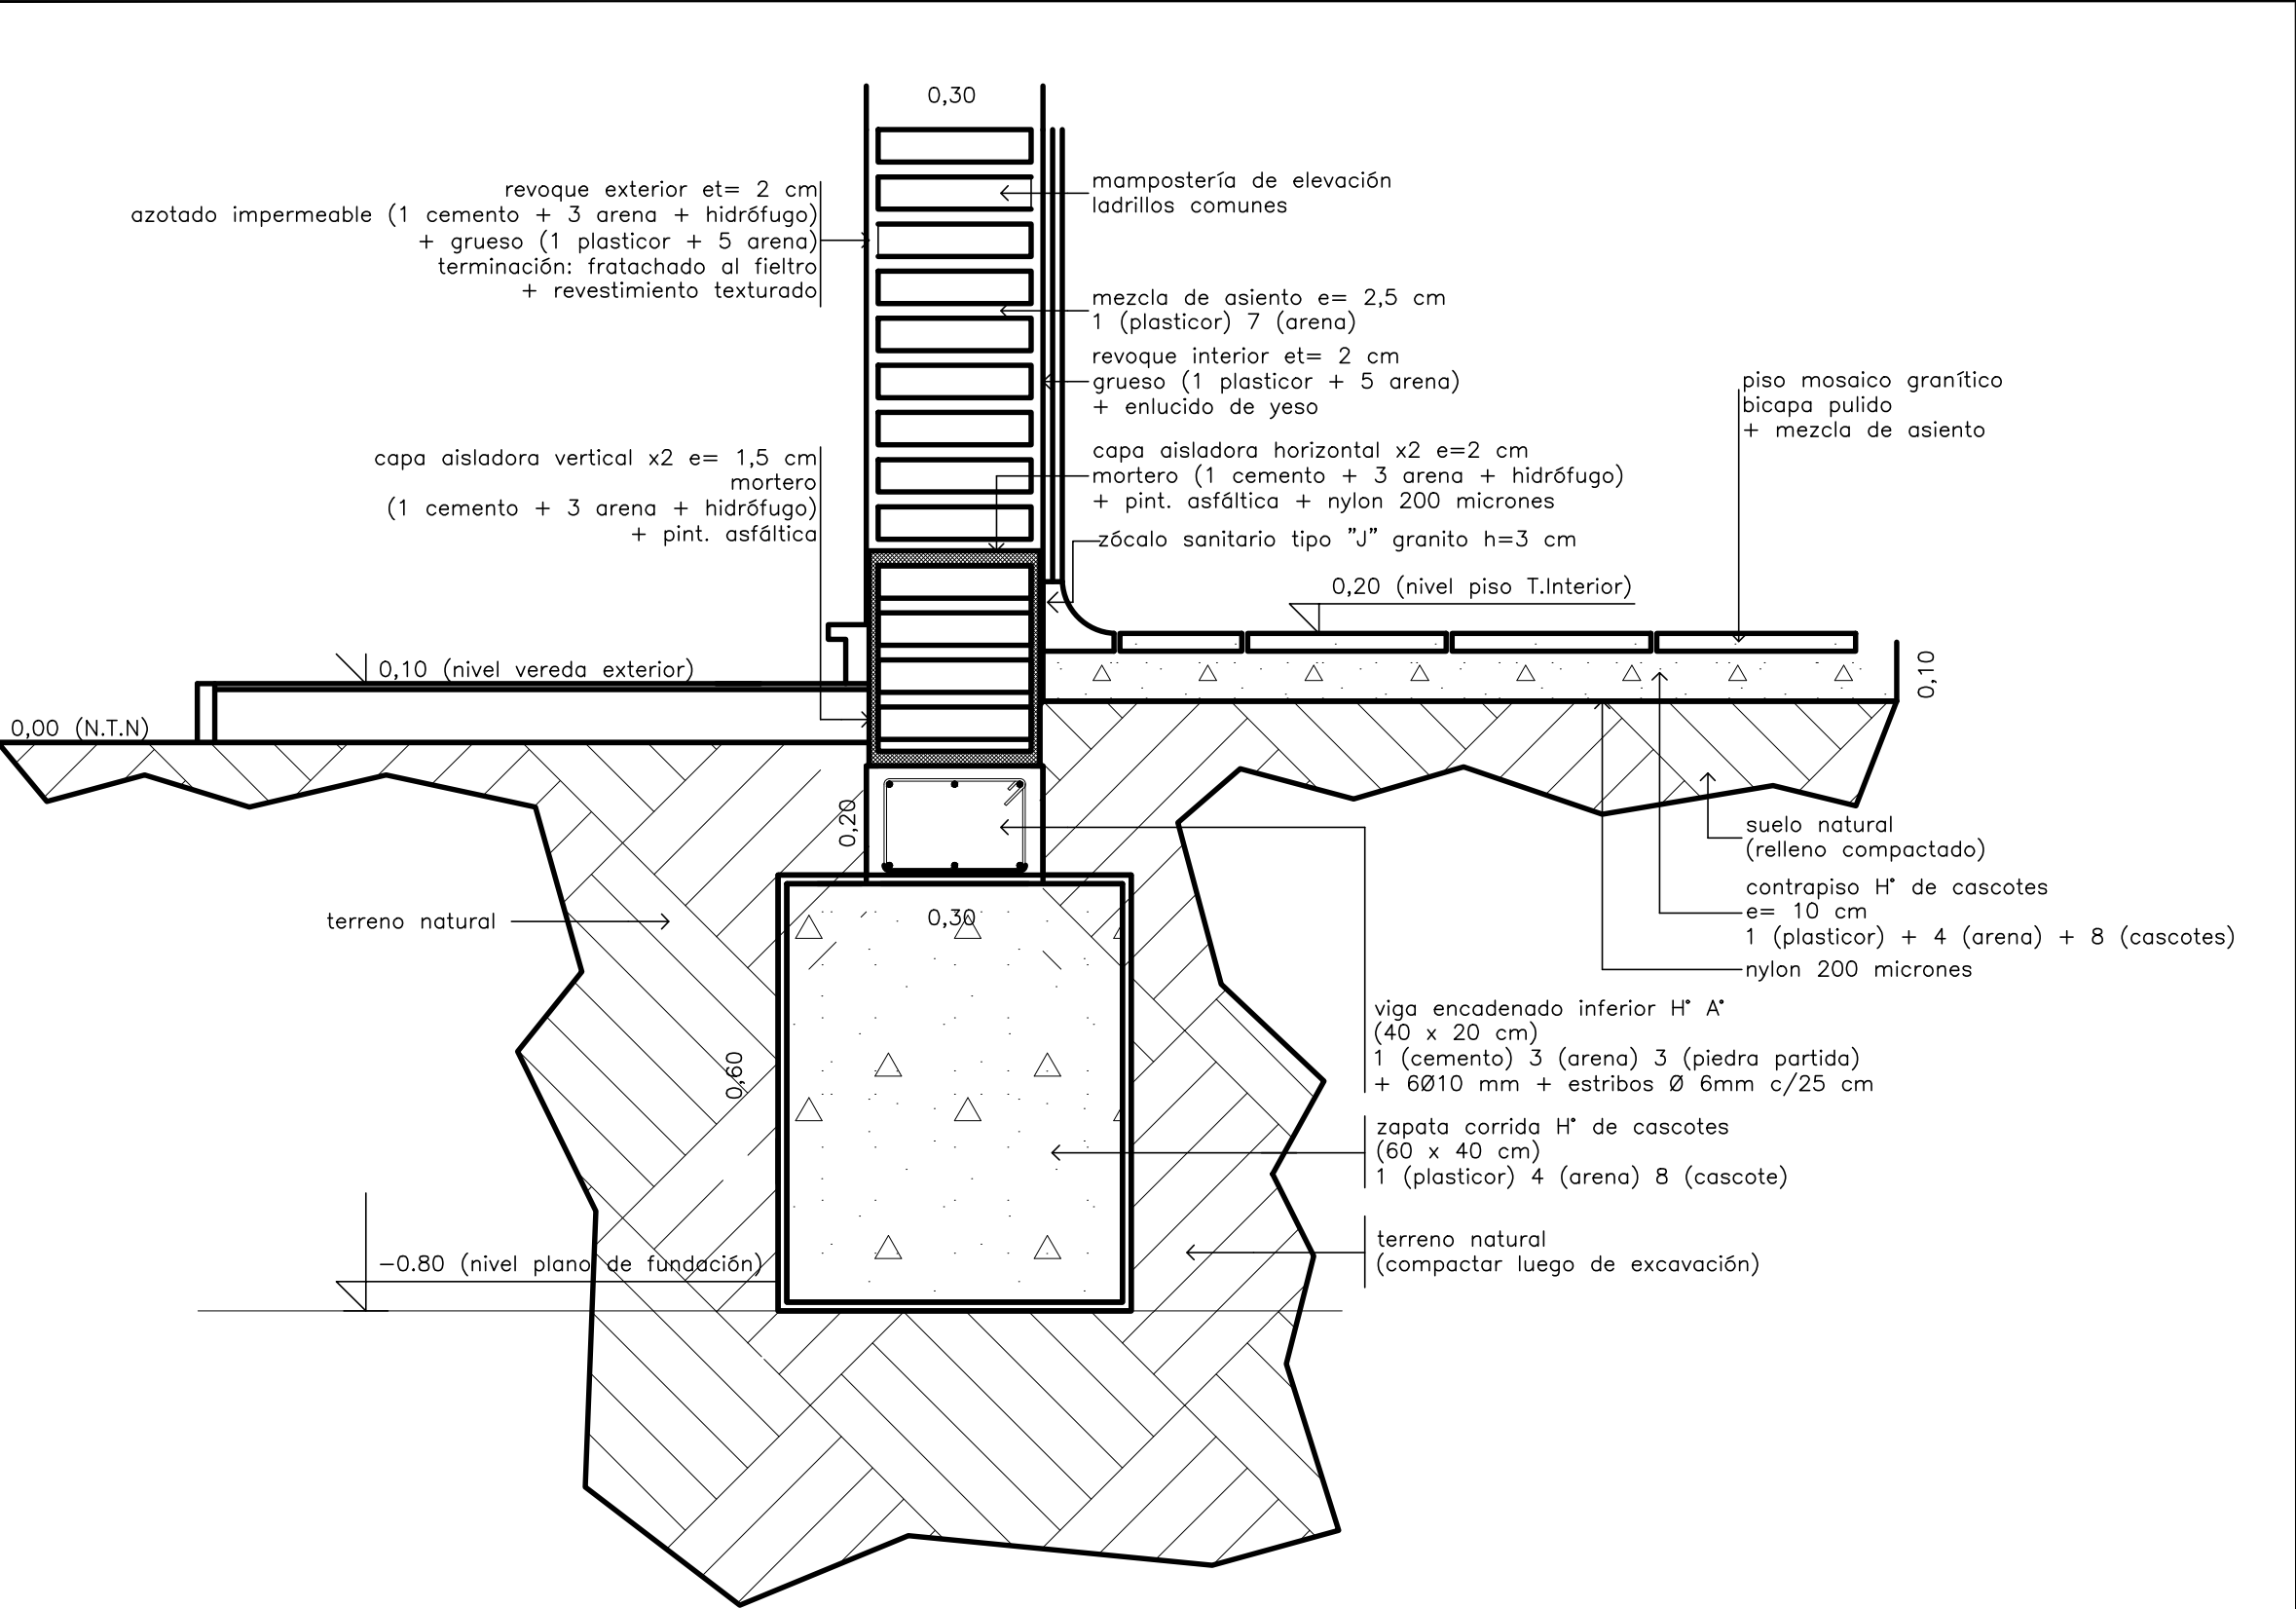 0,30
revoque exterior et= 2 cm
azotado impermeable (1 cemento + 3 arena + hidrófugo)
+ grueso (1 plasticor + 5 arena)
terminación: fratachado al fieltro
+ revestimiento texturado
mampostería de elevación
ladrillos comunes
mezcla de asiento e= 2,5 cm
1 (plasticor) 7 (arena)
revoque interior et= 2 cm
grueso (1 plasticor + 5 arena)
+ enlucido de yeso
piso mosaico granítico
bicapa pulido
+ mezcla de asiento
capa aisladora vertical x2 e= 1,5 cm
mortero
(1 cemento + 3 arena + hidrófugo)
+ pint. asfáltica
capa aisladora horizontal x2 e=2 cm
mortero (1 cemento + 3 arena + hidrófugo)
+ pint. asfáltica + nylon 200 micrones
zócalo sanitario tipo "J" granito h=3 cm
0,20 (nivel piso T.Interior)
0,10 (nivel vereda exterior)
0,10
0,00 (N.T.N)
0,20
suelo natural
(relleno compactado)
contrapiso H° de cascotes
e= 10 cm
1 (plasticor) + 4 (arena) + 8 (cascotes)
nylon 200 micrones
terreno natural
0,30
viga encadenado inferior H° A°
(40 x 20 cm)
1 (cemento) 3 (arena) 3 (piedra partida)
+ 6Ø10 mm + estribos Ø 6mm c/25 cm
0,60
zapata corrida H° de cascotes
(60 x 40 cm)
1 (plasticor) 4 (arena) 8 (cascote)
terreno natural
(compactar luego de excavación)
-0.80 (nivel plano de fundación)